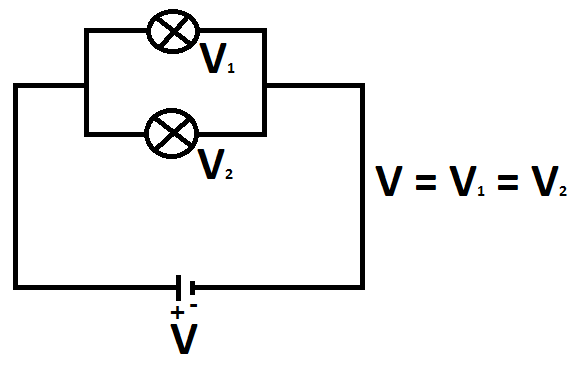 V₁
V₂
V = V₁ = V₂
+ -
V